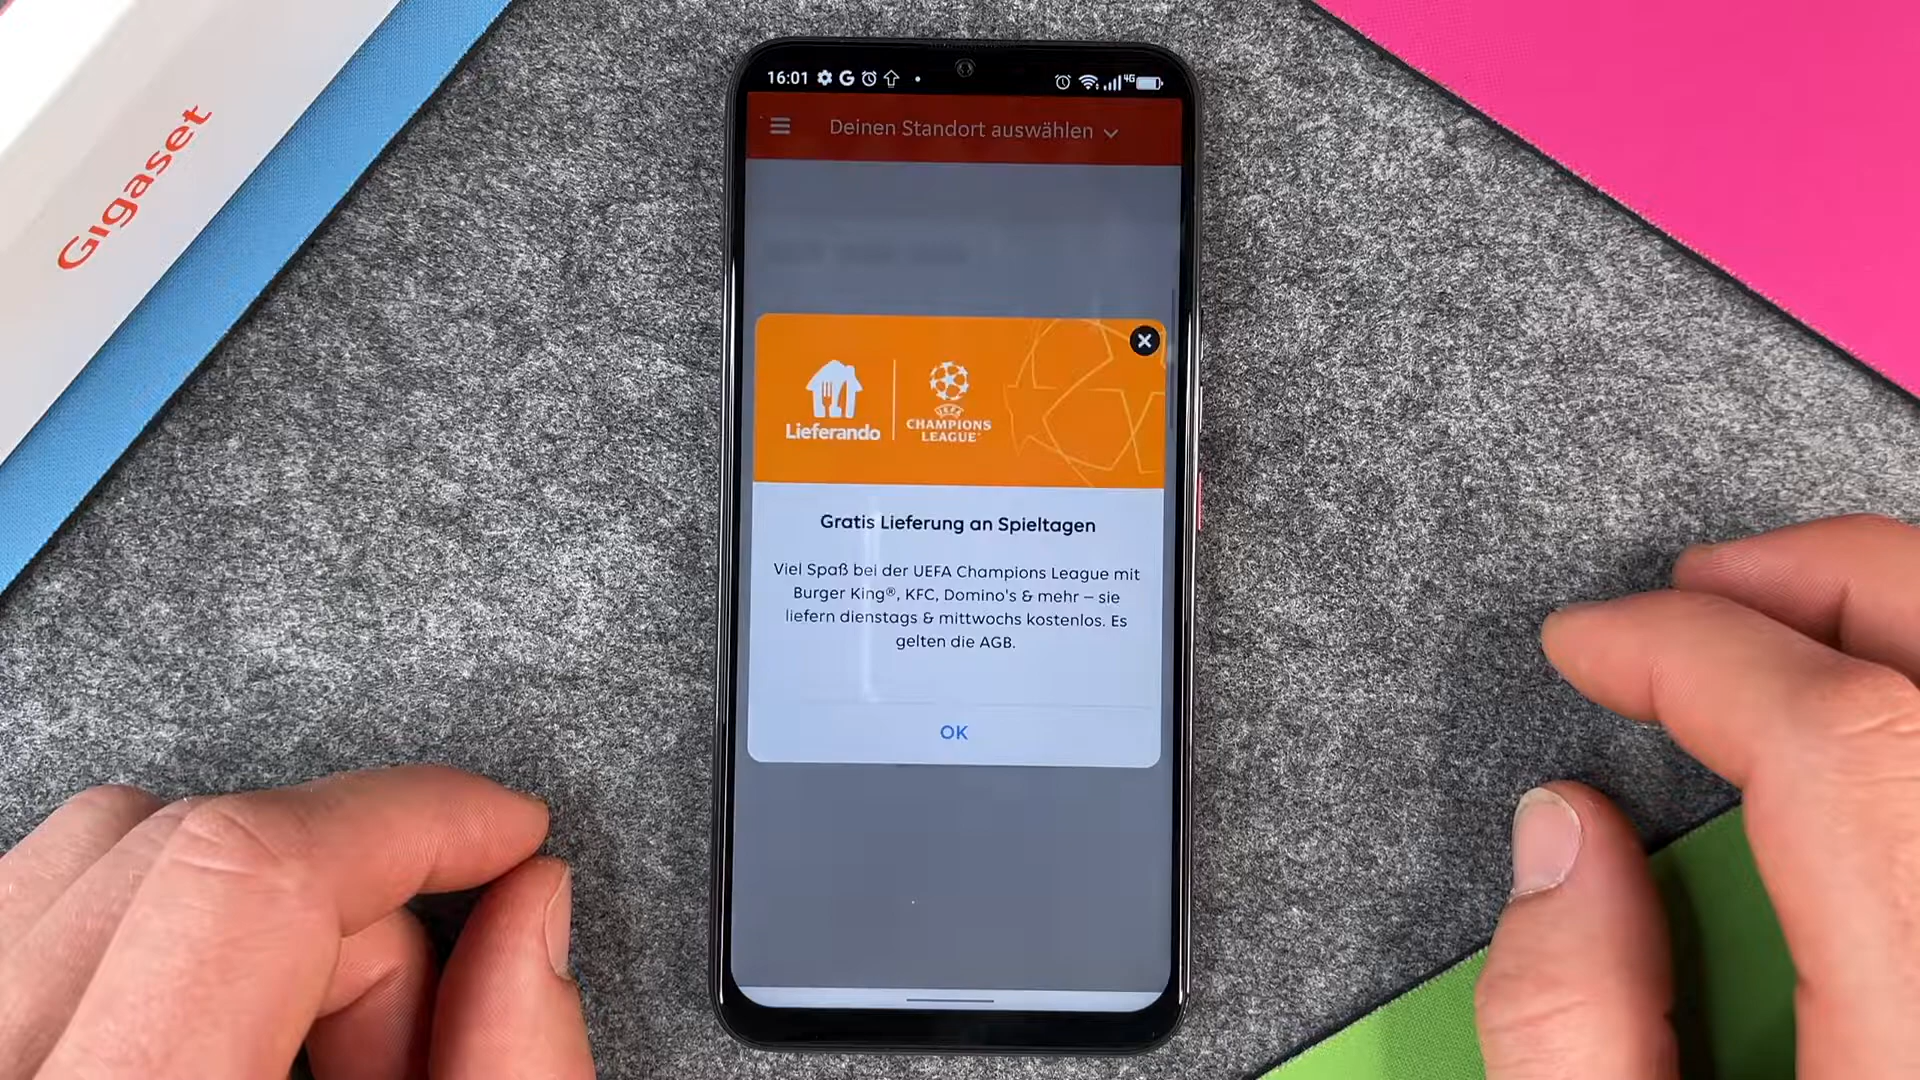 Gigaset
16:01
4G
Deinen Standort auswählen
Lieferando
UEFA
CHAMPIONS
LEAGUE
Gratis Lieferung an Spieltagen
Viel Spaß bei der UEFA Champions League mit
Burger King®, KFC, Domino's & mehr – sie
liefern dienstags & mittwochs kostenlos. Es
gelten die AGB.
OK